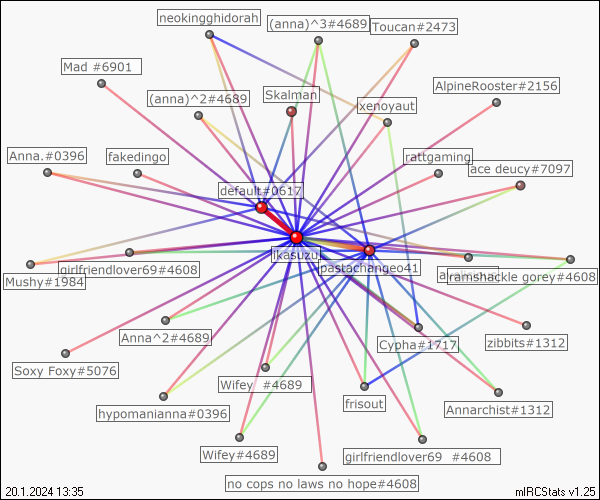 neokingghidorah
(anna)^3#4689
Toucan#2473
Mad #6901
AlpineRooster#2156
Skalman
(anna)^2#4689
xenoyaut
Anna.#0396
fakedingo
rattgaming
ace deucy#7097
default#0617
ikasuzu
pastachangeo41
girlfriendlover69#4608
ramshackle gorey#4608
Mushy#1984
Anna^2#4689
Cypha#1717
zibbits#1312
Soxy Foxy#5076
Wifey #4689
frisout
Annarchist#1312
hypomanianna#0396
Wifey#4689
girlfriendlover69 #4608
no cops no laws no hope#4608
20.1.2024 13:35
mIRCStats v1.25